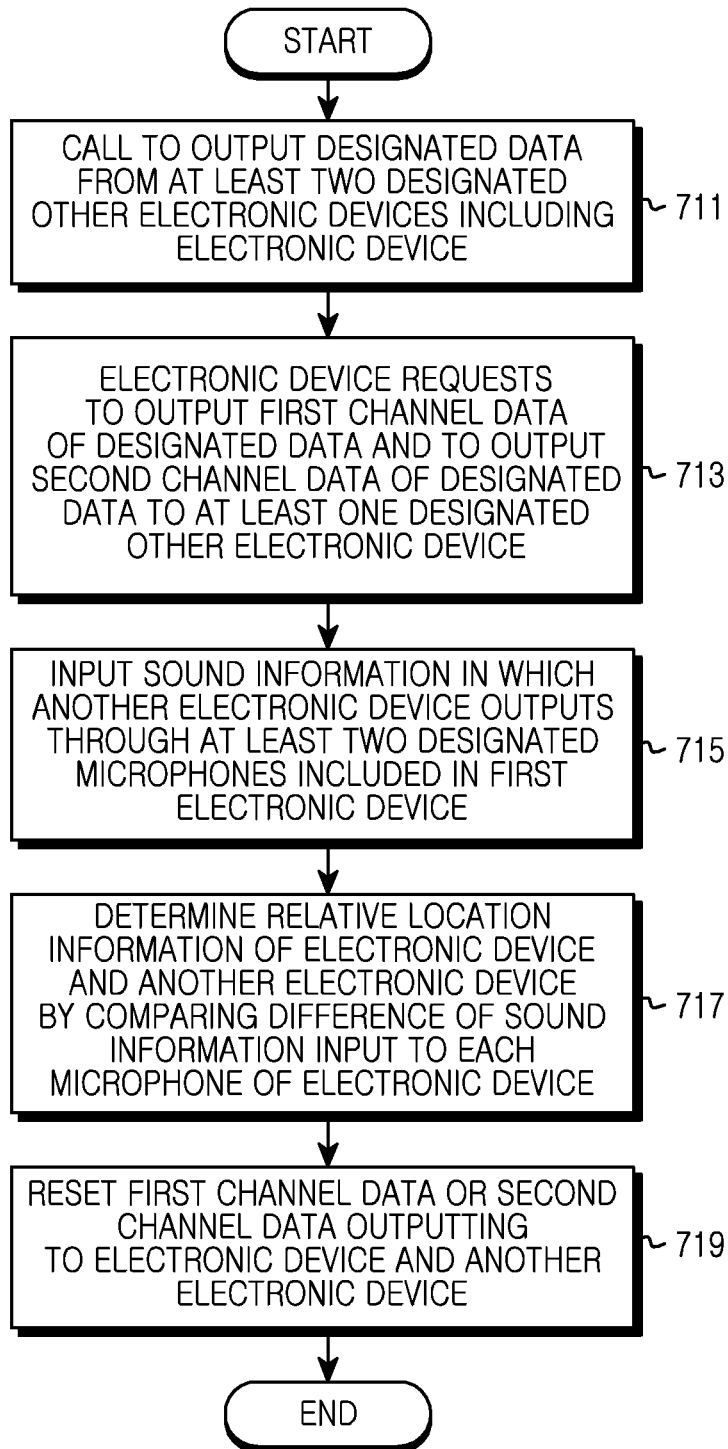 START
CALL TO OUTPUT DESIGNATED DATA
FROM AT LEAST TWO DESIGNATED
OTHER ELECTRONIC DEVICES INCLUDING
ELECTRONIC DEVICE
711
ELECTRONIC DEVICE REQUESTS
TO OUTPUT FIRST CHANNEL DATA
OF DESIGNATED DATA AND TO OUTPUT
SECOND CHANNEL DATA OF DESIGNATED
DATA TO AT LEAST ONE DESIGNATED
OTHER ELECTRONIC DEVICE
713
INPUT SOUND INFORMATION IN WHICH
ANOTHER ELECTRONIC DEVICE OUTPUTS
THROUGH AT LEAST TWO DESIGNATED
MICROPHONES INCLUDED IN FIRST
ELECTRONIC DEVICE
715
DETERMINE RELATIVE LOCATION
INFORMATION OF ELECTRONIC DEVICE
AND ANOTHER ELECTRONIC DEVICE
BY COMPARING DIFFERENCE OF SOUND
INFORMATION INPUT TO EACH
MICROPHONE OF ELECTRONIC DEVICE
717
RESET FIRST CHANNEL DATA OR SECOND
CHANNEL DATA OUTPUTTING
TO ELECTRONIC DEVICE AND ANOTHER
ELECTRONIC DEVICE
719
END